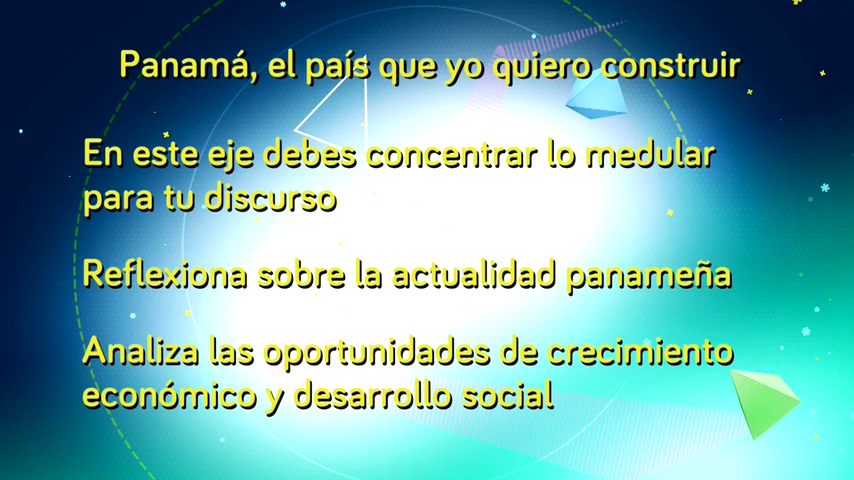 Panamá, el país que yo quiero construir
En este eje debes concentrar lo medular
para tu discurso
Reflexiona sobre la actualidad panameña
Analiza las oportunidades de crecimiento
económico y desarrollo social